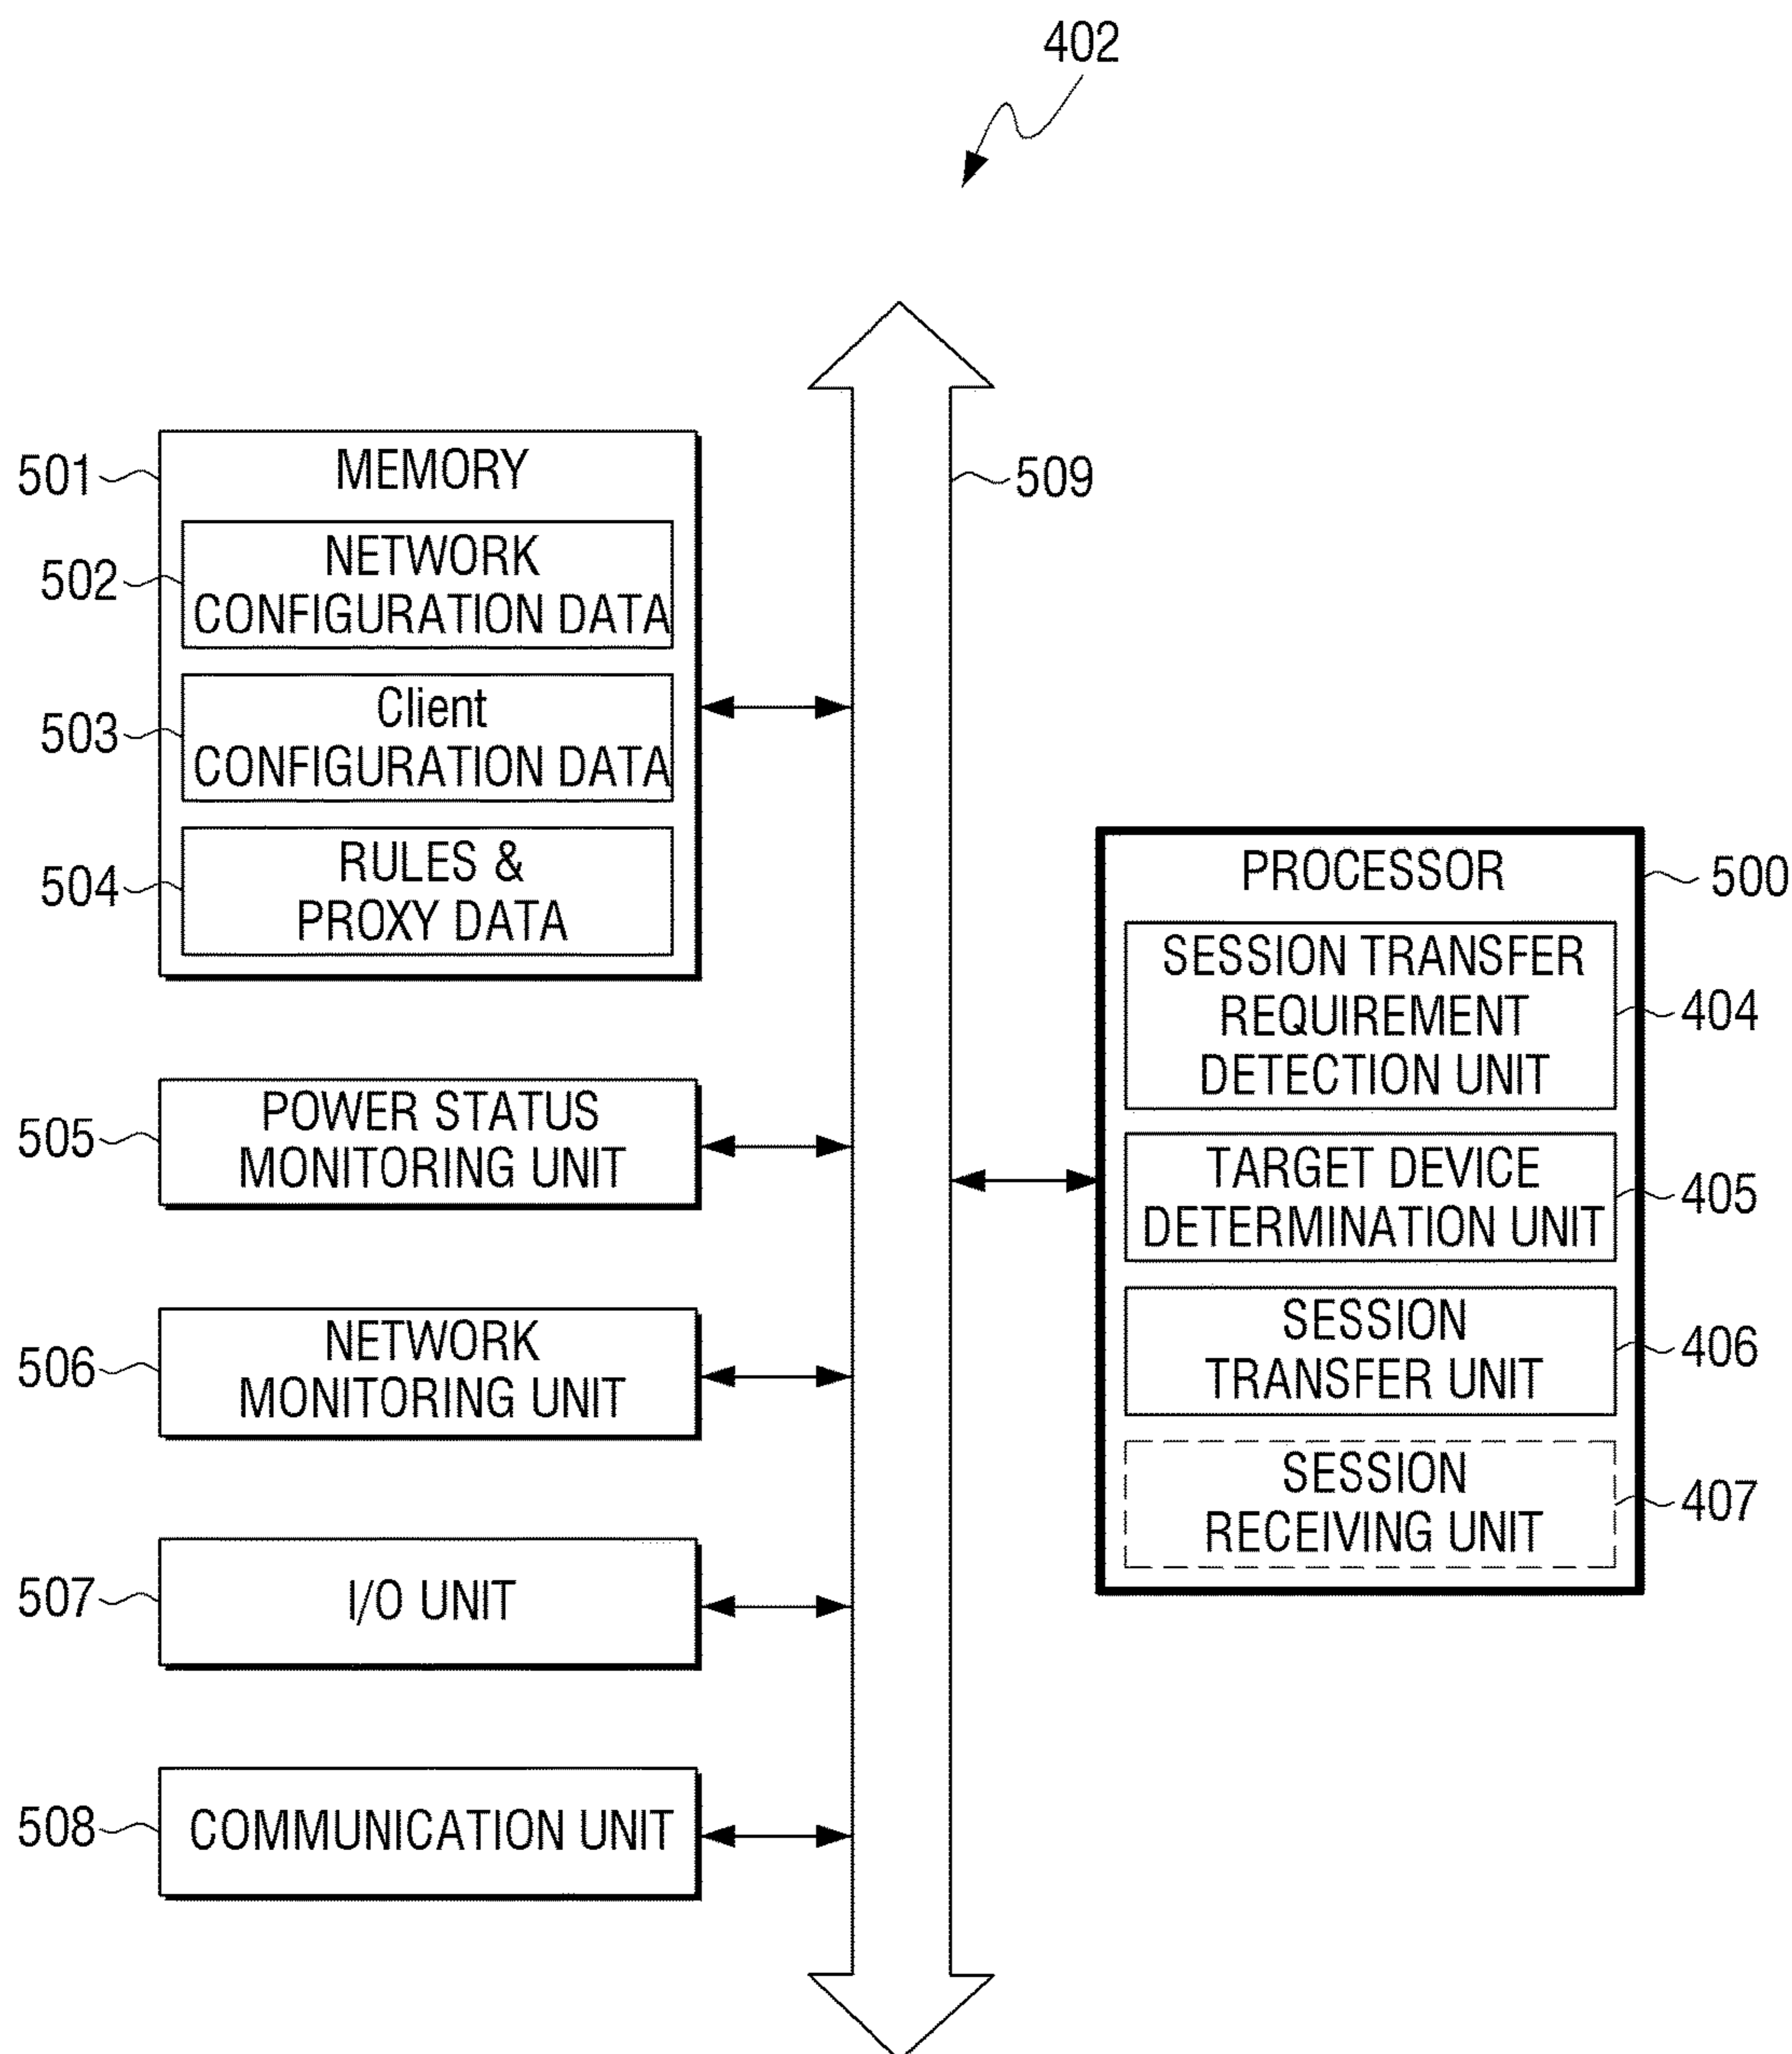 402
501
MEMORY
509
502
NETWORK
CONFIGURATION DATA
503
Client
CONFIGURATION DATA
504
RULES &
PROXY DATA
PROCESSOR
500
SESSION TRANSFER
REQUIREMENT
DETECTION UNIT
404
505
POWER STATUS
MONITORING UNIT
TARGET DEVICE
DETERMINATION UNIT
405
506
NETWORK
MONITORING UNIT
SESSION
TRANSFER UNIT
406
SESSION
RECEIVING UNIT
407
507
I/O UNIT
508
COMMUNICATION UNIT